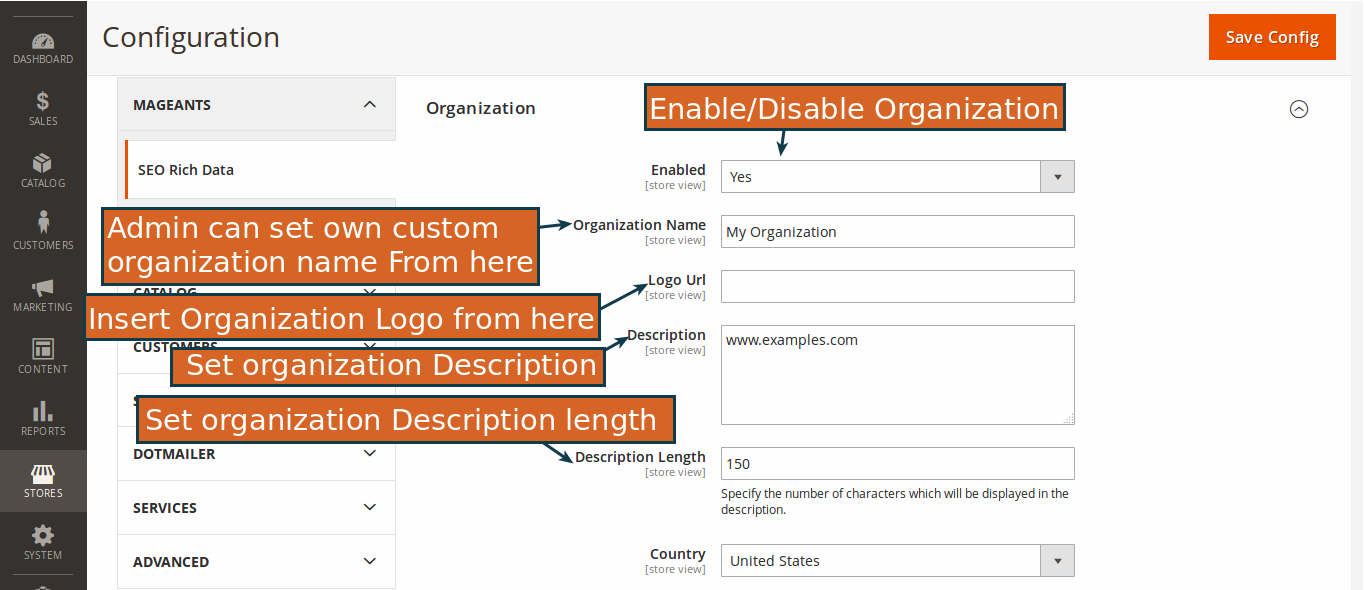 Configuration
Save Config
DASHBOARD
SALES
CATALOG
CUSTOMERS
MARKETING
CONTENT
REPORTS
STORES
SYSTEM
MAGEANTS
SEO Rich Data
CATALOG
CUSTOMERS
DOTMAILER
SERVICES
ADVANCED
Organization
Enable/Disable Organization
Enabled
[store view]
Yes
Admin can set own custom
organization name From here
Organization Name
[store view]
My Organization
Insert Organization Logo from here
Logo Url
[store view]
Set organization Description
Description
[store view]
www.examples.com
Set organization Description length
Description Length
[store view]
150
Specify the number of characters which will be displayed in the
description.
Country
[store view]
United States